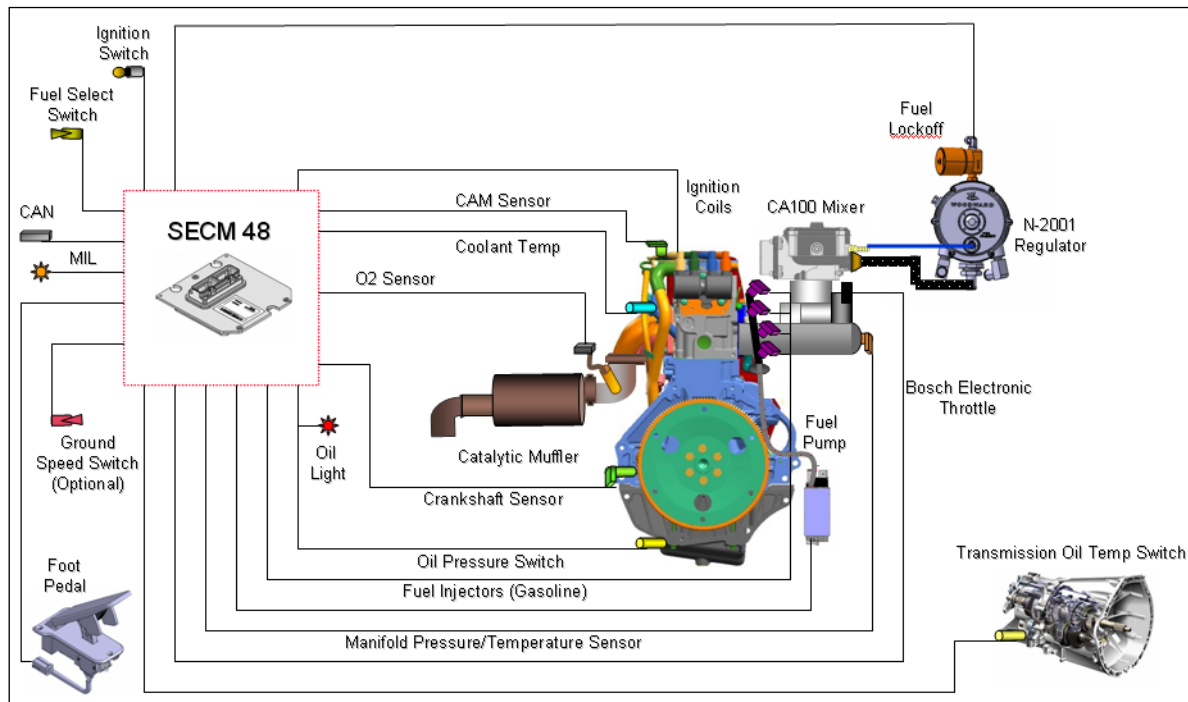 Ignition
Switch
Fuel Select
Switch
CAN
MIL
SECM 48
Ground
Speed Switch
(Optional)
Foot
Pedal
CAM Sensor
Coolant Temp
O2 Sensor
Catalytic Muffler
Oil
Light
Crankshaft Sensor
Oil Pressure Switch
Fuel Injectors (Gasoline)
Manifold Pressure/Temperature Sensor
Ignition
Coils
CA100 Mixer
Fuel
Lockoff
WOODWARD
N-2001
Regulator
Bosch Electronic
Throttle
Fuel
Pump
Transmission Oil Temp Switch